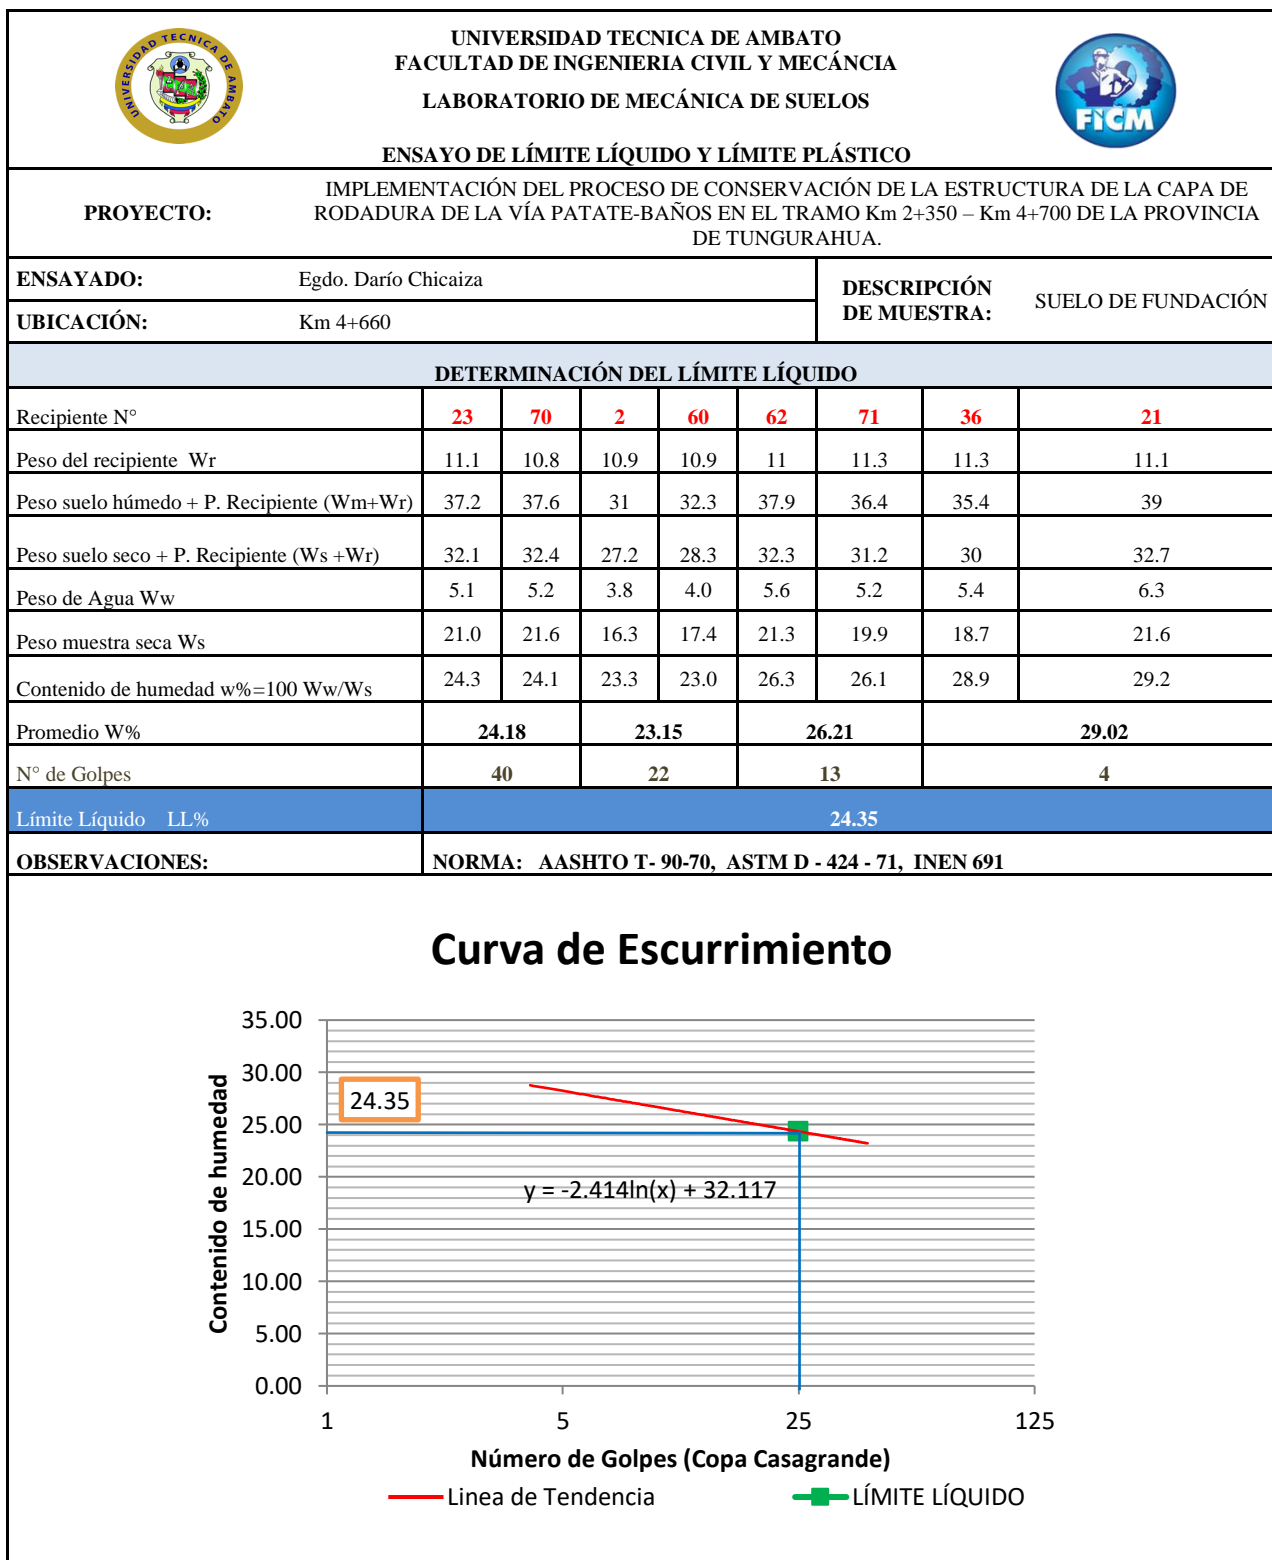 UNIVERSIDAD TECNICA DE AMBATO
UNIVERSIDAD TECNICA DE AMBATO
FACULTAD DE INGENIERIA CIVIL Y MECÁNCIA
LABORATORIO DE MECÁNICA DE SUELOS
FICM
ENSAYO DE LÍMITE LÍQUIDO Y LÍMITE PLÁSTICO
PROYECTO: IMPLEMENTACIÓN DEL PROCESO DE CONSERVACIÓN DE LA ESTRUCTURA DE LA CAPA DE
RODADURA DE LA VÍA PATATE-BAÑOS EN EL TRAMO Km 2+350 – Km 4+700 DE LA PROVINCIA
DE TUNGURAHUA.
ENSAYADO: Egdo. Darío Chicaiza
UBICACIÓN: Km 4+660
DESCRIPCIÓN
DE MUESTRA:
SUELO DE FUNDACIÓN
DETERMINACIÓN DEL LÍMITE LÍQUIDO
Recipiente N° 23 70 2 60 62 71 36 21
Peso del recipiente Wr 11.1 10.8 10.9 10.9 11 11.3 11.3 11.1
Peso suelo húmedo + P. Recipiente (Wm+Wr) 37.2 37.6 31 32.3 37.9 36.4 35.4 39
Peso suelo seco + P. Recipiente (Ws +Wr) 32.1 32.4 27.2 28.3 32.3 31.2 30 32.7
Peso de Agua Ww 5.1 5.2 3.8 4.0 5.6 5.2 5.4 6.3
Peso muestra seca Ws 21.0 21.6 16.3 17.4 21.3 19.9 18.7 21.6
Contenido de humedad w%=100 Ww/Ws 24.3 24.1 23.3 23.0 26.3 26.1 28.9 29.2
Promedio W% 24.18 23.15 26.21 29.02
N° de Golpes 40 22 13 4
Límite Líquido LL% 24.35
OBSERVACIONES: NORMA: AASHTO T- 90-70, ASTM D - 424 - 71, INEN 691
Curva de Escurrimiento
Contenido de humedad
35.00
30.00
25.00
20.00
15.00
10.00
5.00
0.00
24.35
y = -2.414ln(x) + 32.117
1 5 25 125
Número de Golpes (Copa Casagrande)
Linea de Tendencia LÍMITE LÍQUIDO